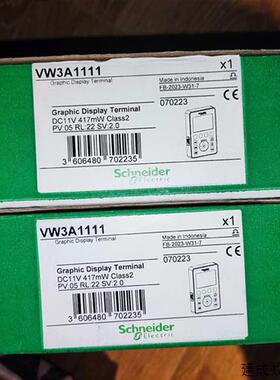 VW3A1111
x1
Graphic Display Terminal
Made in Indonesia
FB-2023-W31-7
070223
Graphic Display Terminal
DC11V 417mW Class2
PV:05 RL:22 SV:2.0
3 606480 702235
Schneider
Electric
VW3A1111
x1
Graphic Display Terminal
Made in Indonesia
FB-2023-W31-7
070223
Graphic Display Terminal
DC11V 417mW Class2
PV:05 RL:22 SV:2.0
3 606480 702235
Schneider
Electric